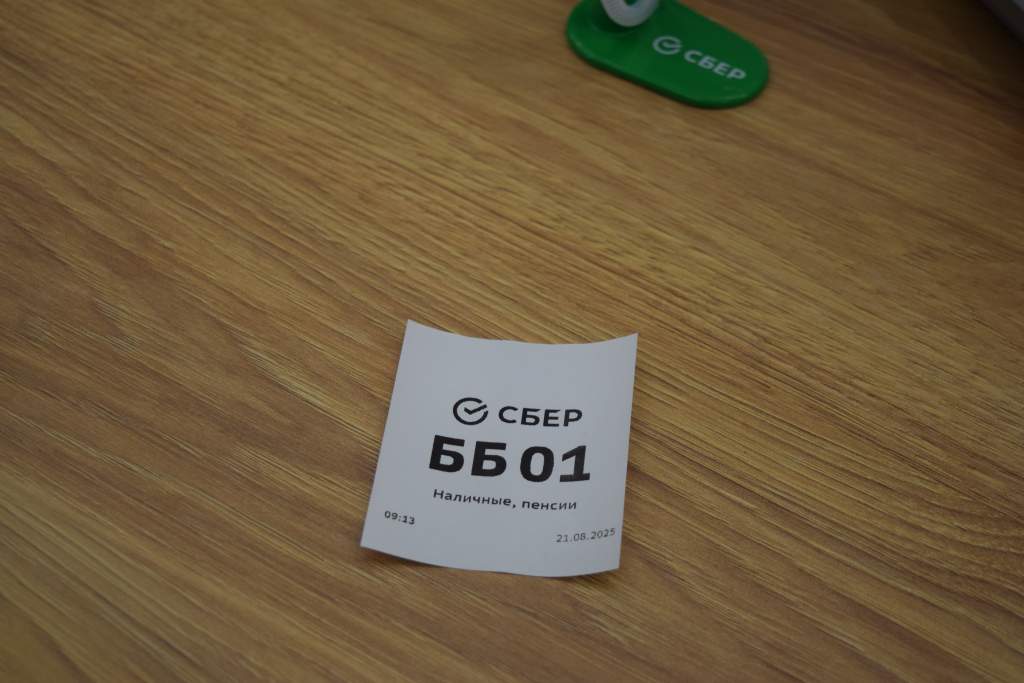 СБЕР
СБЕР
ББ 01
Наличные, пенсии
09:13
21.08.2025